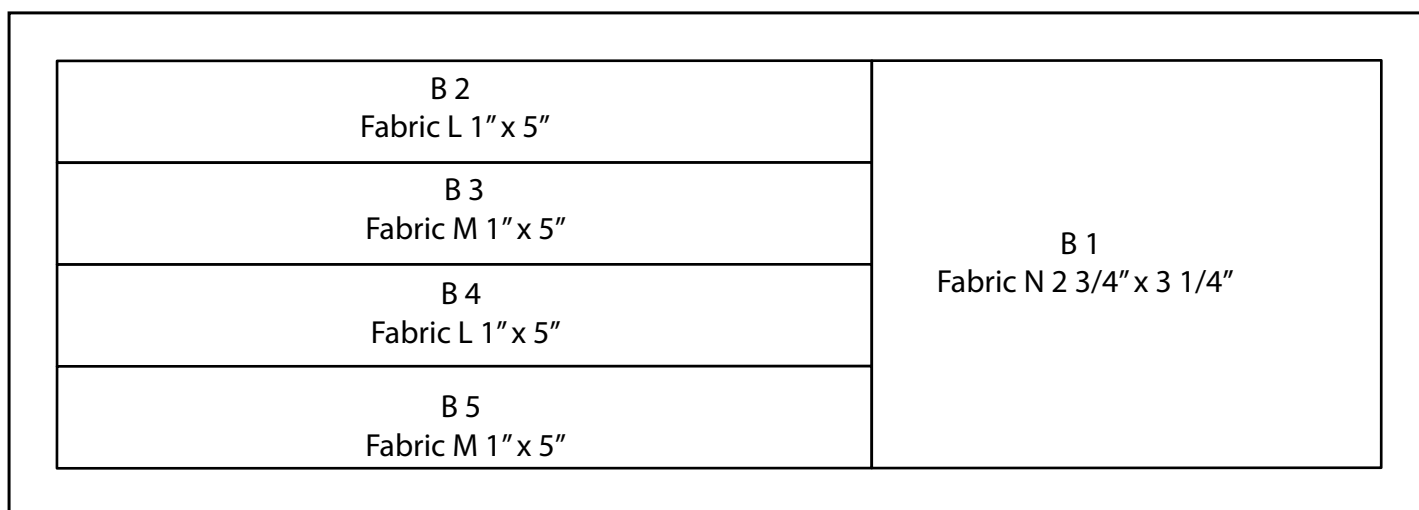 B 2
Fabric L 1” x 5”
B 3
Fabric M 1” x 5”
B 4
Fabric L 1” x 5”
B 5
Fabric M 1” x 5”
B 1
Fabric N 2 3/4” x 3 1/4”